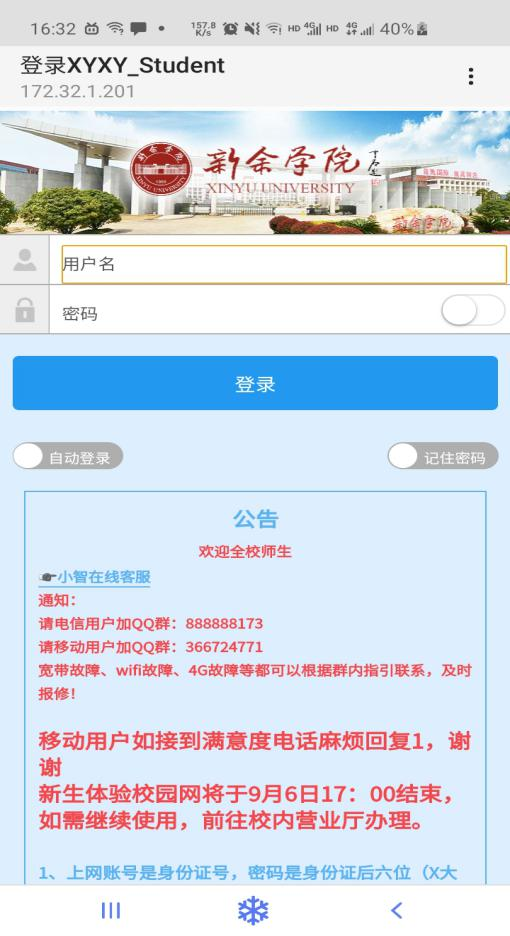 16:32
157.8 K/s HD 4G HD 4G 40%
登录XYXY_Student
172.32.1.201
新余学院
XINYU UNIVERSITY
用户名
密码
登录
自动登录
记住密码
公告
欢迎全校师生
小智在线客服
通知：
请电信用户加QQ群：888888173
请移动用户加QQ群：366724771
宽带故障、wifi故障、4G故障等都可以根据群内指引联系，及时
报修！
移动用户如接到满意度电话麻烦回复1，谢
谢
新生体验校园网将于9月6日17：00结束，
如需继续使用，前往校内营业厅办理。
1、上网账号是身份证号，密码是身份证后六位（X大